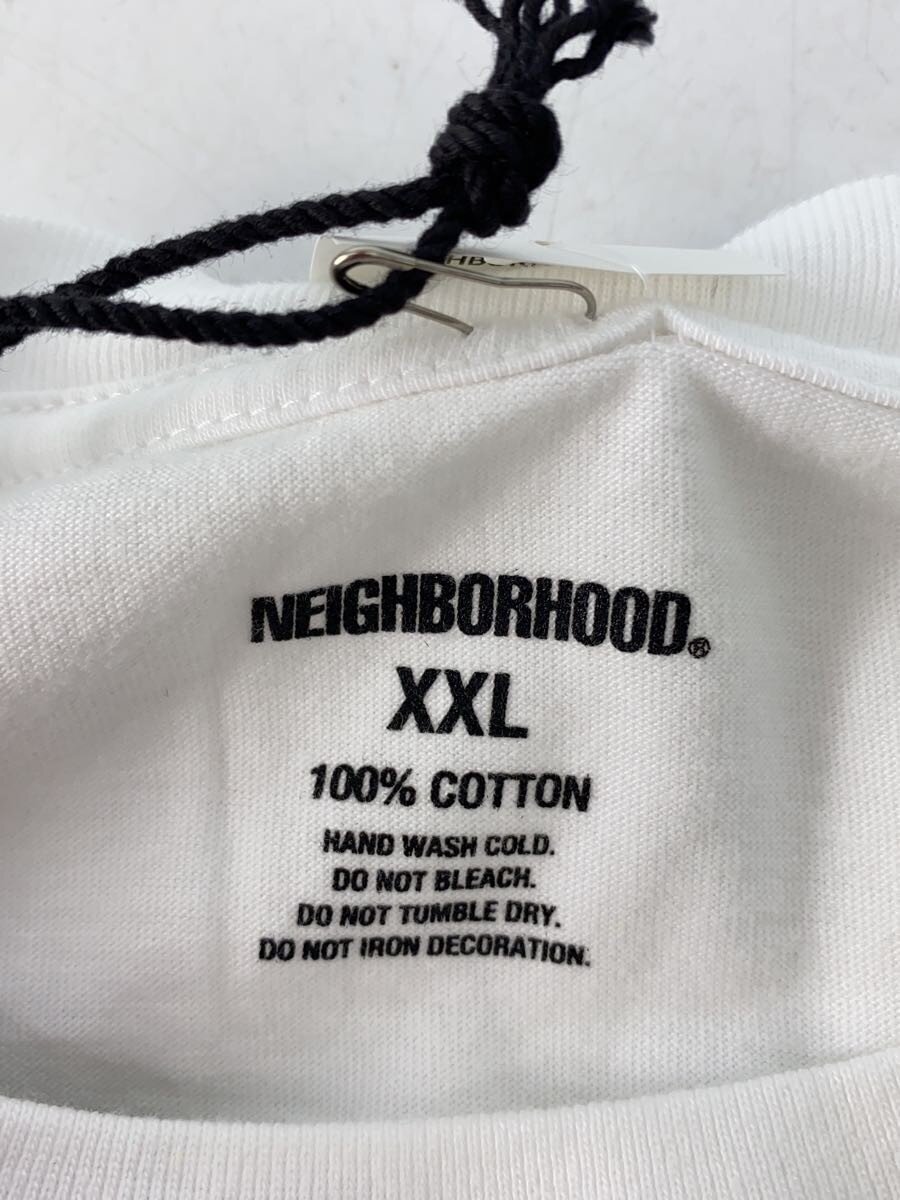 NEIGHBORHOOD®
XXL
100% COTTON
HAND WASH COLD.
DO NOT BLEACH.
DO NOT TUMBLE DRY.
DO NOT IRON DECORATION.